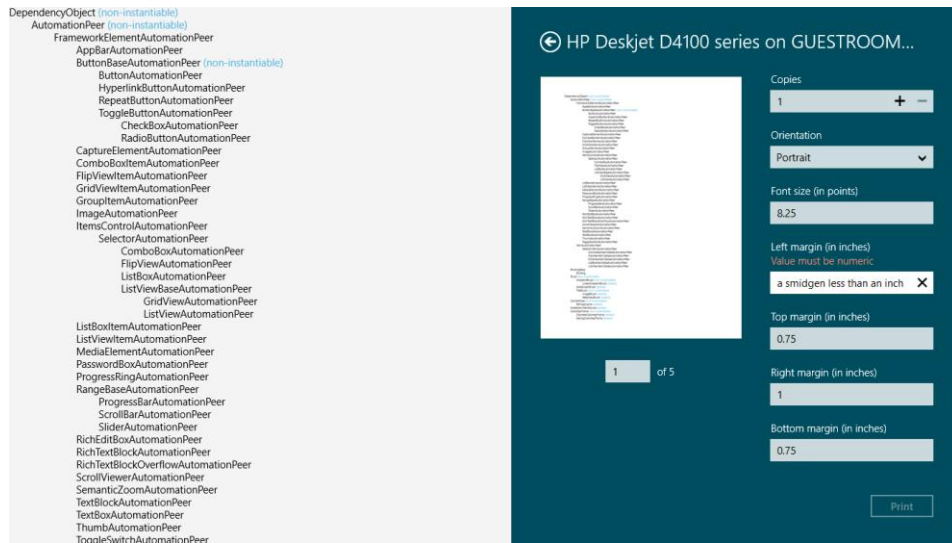 DependencyObject (non-instantiable)
AutomationPeer (non-instantiable)
FrameworkElementAutomationPeer
AppBarAutomationPeer
ButtonBaseAutomationPeer (non-instantiable)
ButtonAutomationPeer
HyperlinkButtonAutomationPeer
RepeatButtonAutomationPeer
ToggleButtonAutomationPeer
CheckBoxAutomationPeer
RadioButtonAutomationPeer
CaptureElementAutomationPeer
ComboBoxItemAutomationPeer
FlipViewItemAutomationPeer
GridViewItemAutomationPeer
GroupItemAutomationPeer
ImageAutomationPeer
ItemsControlAutomationPeer
SelectorAutomationPeer
ComboBoxAutomationPeer
FlipViewAutomationPeer
ListBoxAutomationPeer
ListViewBaseAutomationPeer
GridViewAutomationPeer
ListViewAutomationPeer
ListBoxItemAutomationPeer
ListViewItemAutomationPeer
MediaElementAutomationPeer
PasswordBoxAutomationPeer
ProgressRingAutomationPeer
RangeBaseAutomationPeer
ProgressBarAutomationPeer
ScrollBarAutomationPeer
SliderAutomationPeer
RichEditBoxAutomationPeer
RichTextBlockAutomationPeer
RichTextBlockOverflowAutomationPeer
ScrollViewerAutomationPeer
SemanticZoomAutomationPeer
TextBlockAutomationPeer
TextBoxAutomationPeer
ThumbAutomationPeer
ToggleSwitchAutomationPeer
HP Deskjet D4100 series on GUESTROOM...
1 of 5
Copies
1
Orientation
Portrait
Font size (in points)
8.25
Left margin (in inches)
Value must be numeric
a smidgen less than an inch
Top margin (in inches)
0.75
Right margin (in inches)
1
Bottom margin (in inches)
0.75
Print